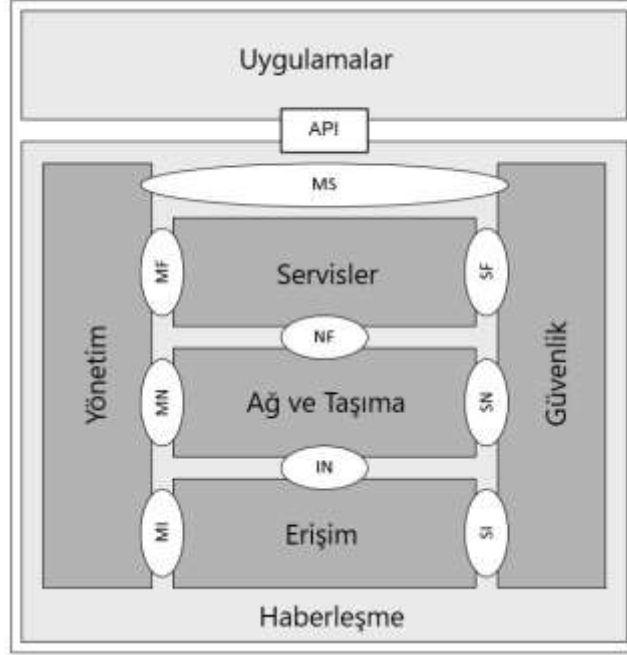 Uygulamalar
API
MS
MF
Servisler
SF
NF
Yönetim
MN
Ağ ve Taşıma
SN
Güvenlik
IN
MI
Erişim
SI
Haberleşme